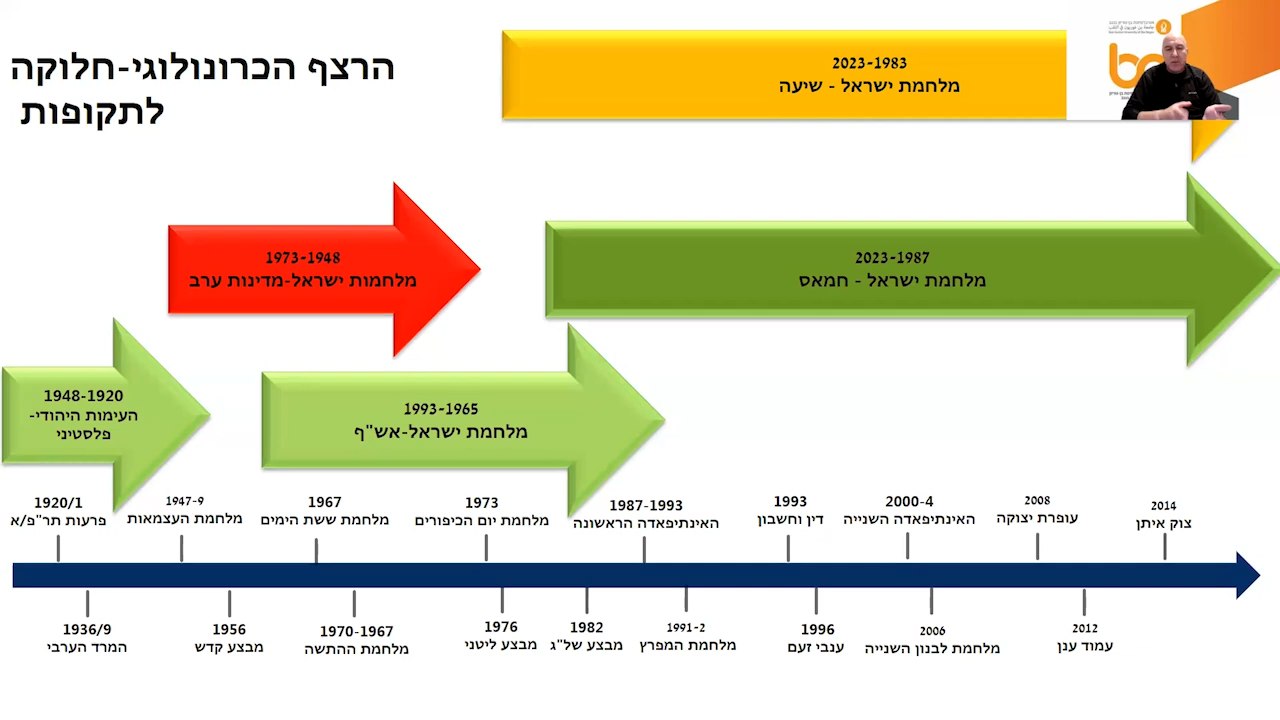 הרצף הכרונולוגי-חלוקה
לתקופות
2023-1983
מלחמת ישראל - שיעה
1973-1948
מלחמות ישראל-מדינות ערב
2023-1987
מלחמת ישראל - חמאס
1948-1920
העימות היהודי-
פלסטיני
1993-1965
מלחמת ישראל-אש"ף
1920/1
פרעות תר"פ/א
1947-9
מלחמת העצמאות
1967
מלחמת ששת הימים
1973
מלחמת יום הכיפורים
1987-1993
האינתיפאדה הראשונה
1993
דין וחשבון
2000-4
האינתיפאדה השנייה
2008
עופרת יצוקה
2014
צוק איתן
1936/9
המרד הערבי
1956
מבצע קדש
1970-1967
מלחמת ההתשה
1976
מבצע ליטני
1982
מבצע של"ג
1991-2
מלחמת המפרץ
1996
ענבי זעם
2006
מלחמת לבנון השנייה
2012
עמוד ענן